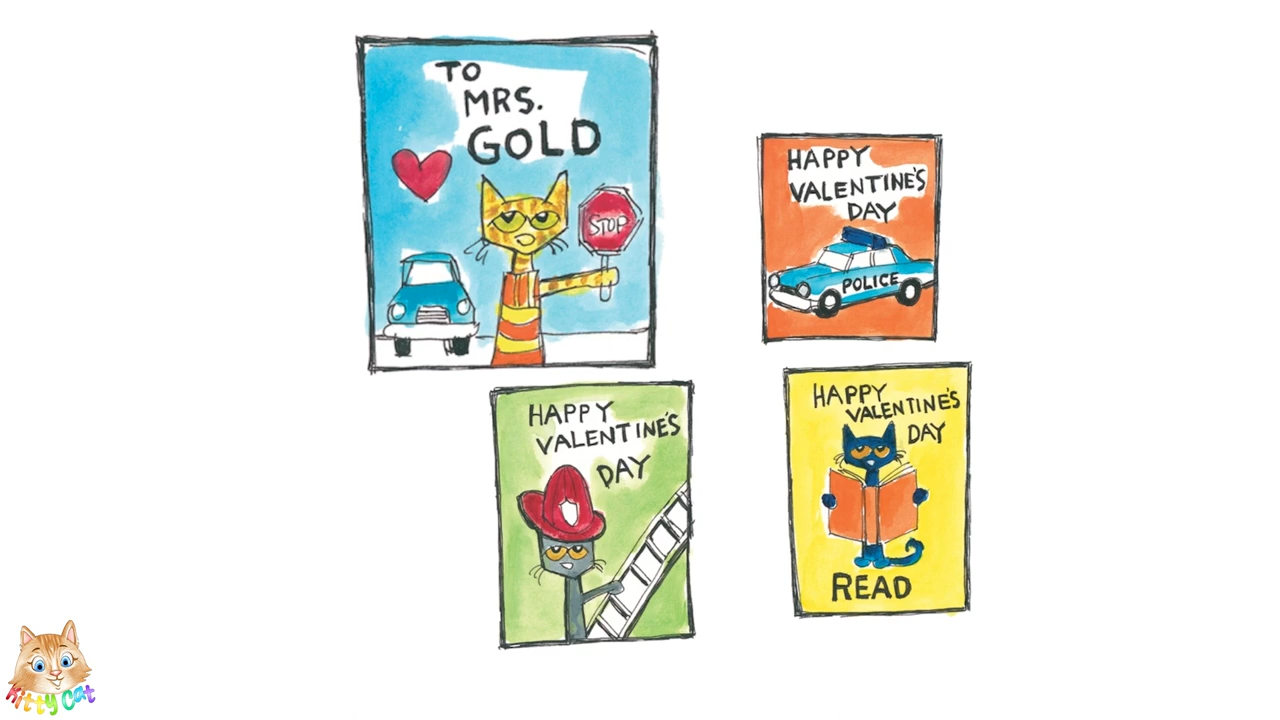 TO
MRS.
GOLD
STOP
HAPPY
VALENTINE'S
DAY
POLICE
HAPPY
VALENTINE'S
DAY
HAPPY
VALENTINE'S
DAY
READ
Kitty Cat